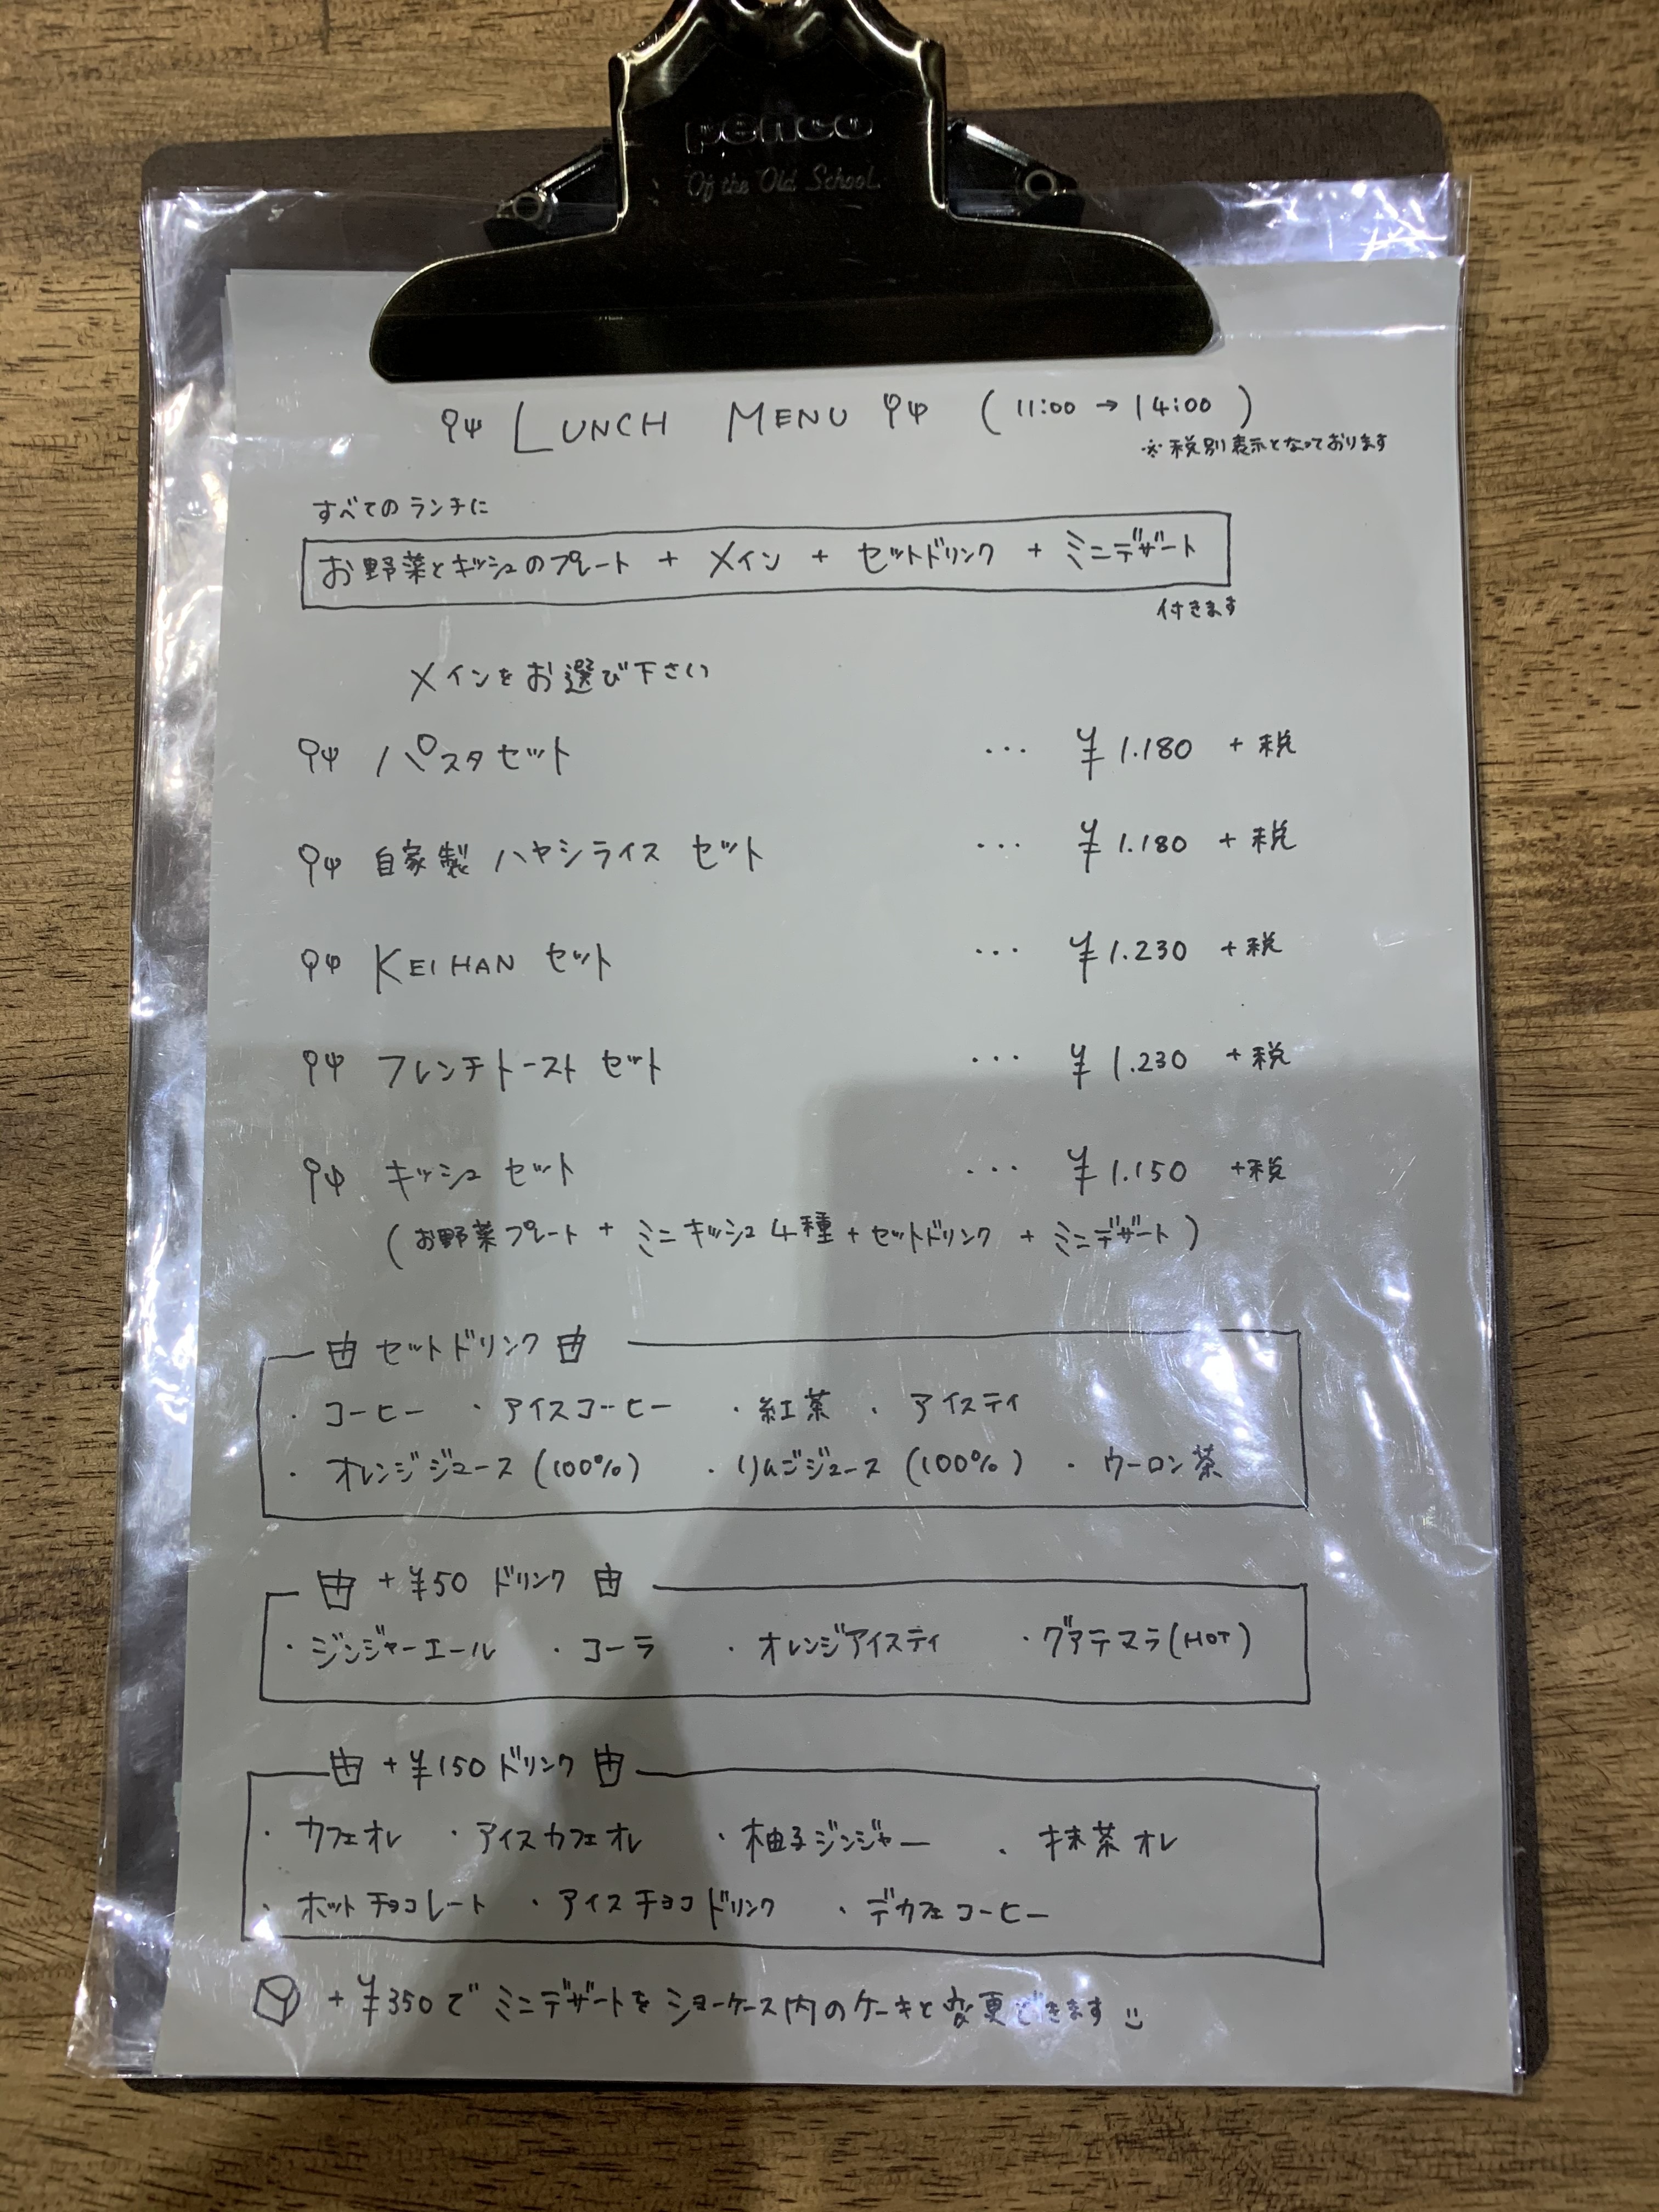 penco
Of the Old School.
LUNCH MENU (11:00 → 14:00)
※税別表示となっております
すべてのランチに
お野菜とキッシュのプレート + メイン + セットドリンク + ミニデザート
付きます
メインをお選び下さい
パスタセット ... ¥1.180 +税
自家製ハヤシライス セット ... ¥1.180 +税
KEIHAN セット ... ¥1.230 +税
フレンチトースト セット ... ¥1.230 +税
キッシュ セット ... ¥1.150 +税
(お野菜プレート + ミニキッシュ4種 + セットドリンク + ミニデザート)
セットドリンク
・コーヒー ・アイスコーヒー ・紅茶 ・アイスティ
・オレンジジュース(100%) ・りんごジュース(100%) ・ウーロン茶
+¥50 ドリンク
・ジンジャーエール ・コーラ ・オレンジアイスティ ・グアテマラ(HOT)
+¥150 ドリンク
・カフェオレ ・アイスカフェオレ ・柚子ジンジャー ・抹茶オレ
・ホットチョコレート ・アイスチョコドリンク ・デカフェコーヒー
+¥350で ミニデザートを ショーケース内のケーキと変更できます